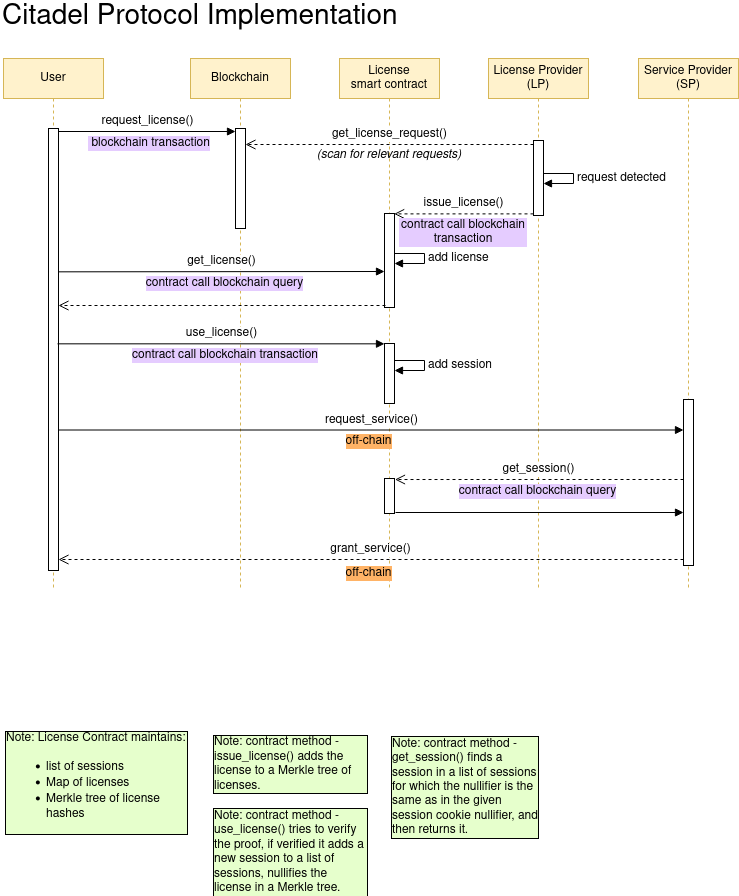 Citadel Protocol Implementation
User
Blockchain
License
smart contract
License Provider
(LP)
Service Provider
(SP)
request_license()
blockchain transaction
get_license_request()
(scan for relevant requests)
request detected
issue_license()
contract call blockchain
transaction
add license
get_license()
contract call blockchain query
use_license()
contract call blockchain transaction
add session
request_service()
off-chain
get_session()
contract call blockchain query
grant_service()
off-chain
Note: License Contract maintains:
• list of sessions
• Map of licenses
• Merkle tree of license
hashes
Note: contract method -
issue_license() adds the
license to a Merkle tree of
licenses.
Note: contract method -
use_license() tries to verify
the proof, if verified it adds a
new session to a list of
sessions, nullifies the
license in a Merkle tree.
Note: contract method -
get_session() finds a
session in a list of sessions
for which the nullifier is the
same as in the given
session cookie nullifier, and
then returns it.